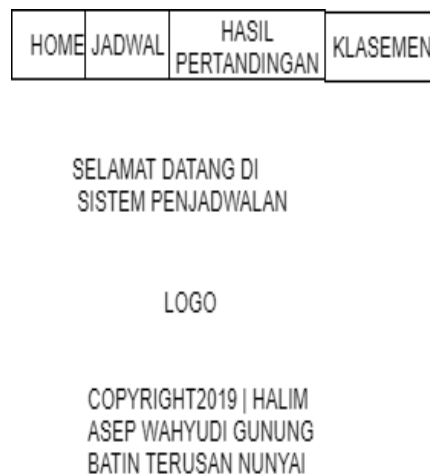 HOME JADWAL HASIL PERTANDINGAN KLASEMEN
SELAMAT DATANG DI
SISTEM PENJADWALAN
LOGO
COPYRIGHT2019 | HALIM
ASEP WAHYUDI GUNUNG
BATIN TERUSAN NUNYAI